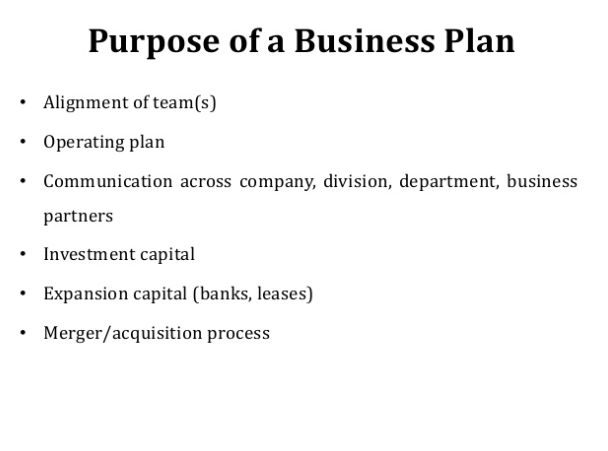 Purpose of a Business Plan
• Alignment of team(s)
• Operating plan
• Communication across company, division, department, business
partners
• Investment capital
• Expansion capital (banks, leases)
• Merger/acquisition process